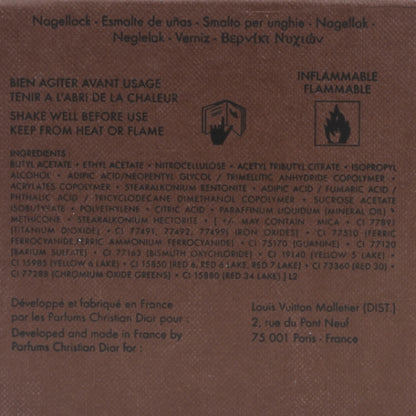 Nagellack - Esmalte de uñas - Smalto per unghie - Nagellak -
Neglelak - Verniz - Βερνίκι Νυχιών
BIEN AGITER AVANT USAGE
TENIR A L'ABRI DE LA CHALEUR
SHAKE WELL BEFORE USE
KEEP FROM HEAT OR FLAME
INFLAMMABLE
FLAMMABLE
INGREDIENTS
BUTYL ACETATE • ETHYL ACETATE • NITROCELLULOSE • ACETYL TRIBUTYL CITRATE • ISOPROPYL
ALCOHOL • ADIPIC ACID/NEOPENTYL GLYCOL / TRIMELLITIC ANHYDRIDE COPOLYMER •
ACRYLATES COPOLYMER • STEARALKONIUM BENTONITE • ADIPIC ACID / FUMARIC ACID /
PHTHALIC ACID / TRICYCLODECANE DIMETHANOL COPOLYMER • SUCROSE ACETATE
ISOBUTYRATE • POLYETHYLENE • CITRIC ACID • PARAFFINUM LIQUIDUM (MINERAL OIL) •
METHICONE • STEARALKONIUM HECTORITE • [ +/- MAY CONTAIN : MICA • CI 77891
(TITANIUM DIOXIDE) • CI 77491, 77492, 77499, (IRON OXIDES) • CI 77510 (FERRIC
FERROCYANIDE,FERRIC AMMONIUM FERROCYANIDE) • CI 75170 (GUANINE) • CI 77120
(BARIUM SULFATE) • CI 77163 (BISMUTH OXYCHLORIDE) • CI 19140 (YELLOW 5 LAKE) •
CI 15985 (YELLOW 6 LAKE) • CI 15850 (RED 6, RED 6 LAKE, RED 7 LAKE) • CI 73360 (RED 30) •
CI 77288 (CHROMIUM OXIDE GREENS) • CI 15880 (RED 34 LAKE) ] L2
Développé et fabriqué en France
par les Parfums Christian Dior pour :
Developed and made in France by
Parfums Christian Dior for :
Louis Vuitton Malletier (DIST.)
2, rue du Pont Neuf
75 001 Paris - France